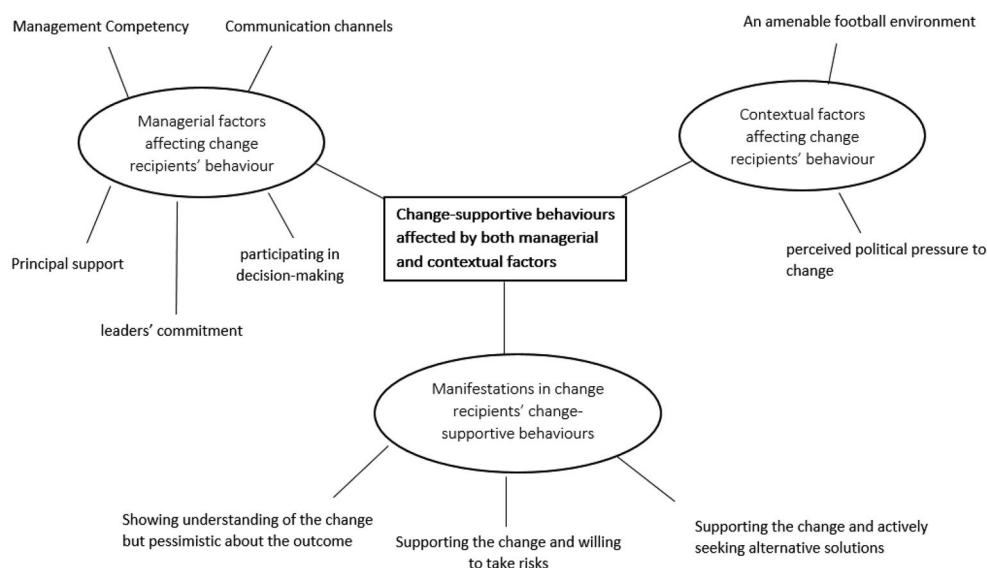 Management Competency
Communication channels
An amenable football environment
Managerial factors
affecting change
recipients' behaviour
Contextual factors
affecting change
recipients' behaviour
Principal support
leaders' commitment
participating in
decision-making
Change-supportive behaviours
affected by both managerial
and contextual factors
perceived political pressure to
change
Manifestations in change
recipients' change-
supportive behaviours
Showing understanding of the change
but pessimistic about the outcome
Supporting the change and willing
to take risks
Supporting the change and actively
seeking alternative solutions